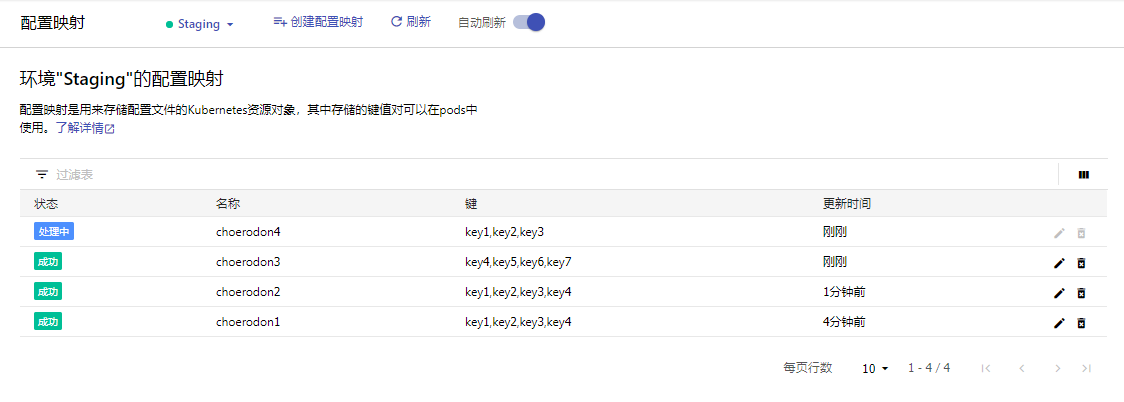 配置映射 Staging 创建配置映射 刷新 自动刷新
环境"Staging"的配置映射
配置映射是用来存储配置文件的Kubernetes资源对象，其中存储的键值对可以在pods中
使用。了解详情
过滤表
状态 名称 键 更新时间
处理中 choerodon4 key1,key2,key3 刚刚
成功 choerodon3 key4,key5,key6,key7 刚刚
成功 choerodon2 key1,key2,key3,key4 1分钟前
成功 choerodon1 key1,key2,key3,key4 4分钟前
每页行数 10 1 - 4 / 4